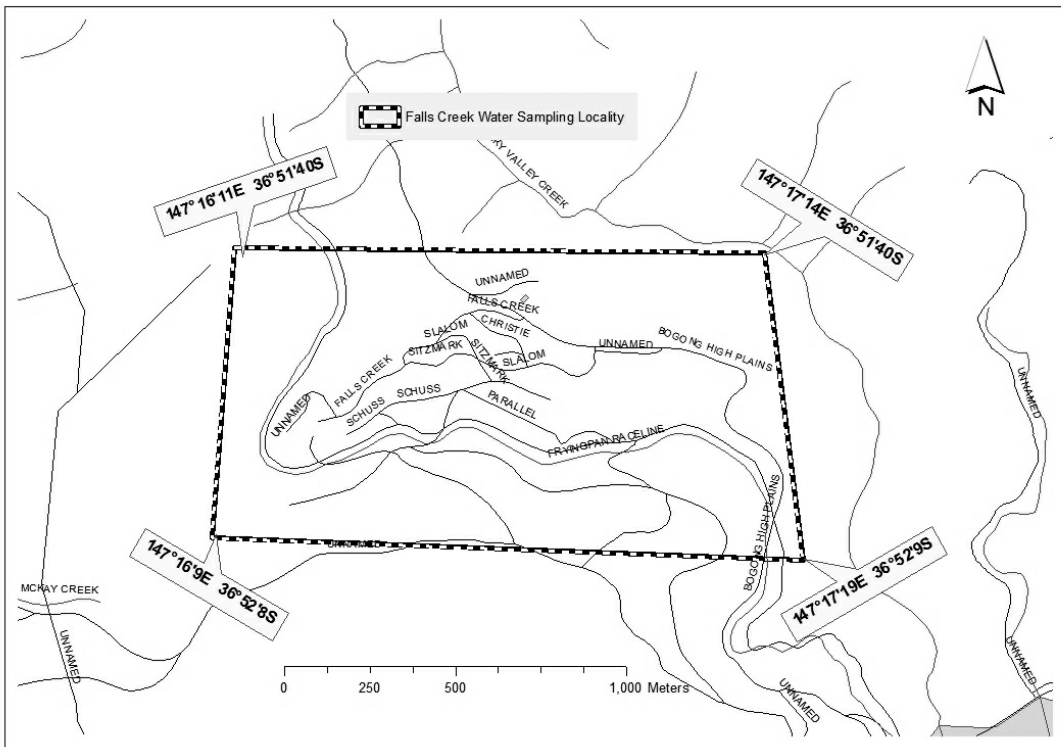 N
Falls Creek Water Sampling Locality
RY VALLEY CREEK
147°16'11E 36°51'40S
147°17'14E 36°51'40S
UNNAMED
FALLS CREEK
CHRISTIE
SLALOM
SITZMARK
SITZMARK
SLALOM
UNNAMED
BOGONG HIGH PLAINS
FALLS CREEK
SCHUSS
SCHUSS
PARALLEL
UNNAMED
FRYINGPAN RACELINE
UNNAMED
BOGONG HIGH PLAINS
UNNAMED
147°16'9E 36°52'8S
147°17'19E 36°52'9S
MCKAY CREEK
UNNAMED
UNNAMED
UNNAMED
0 250 500 1,000 Meters